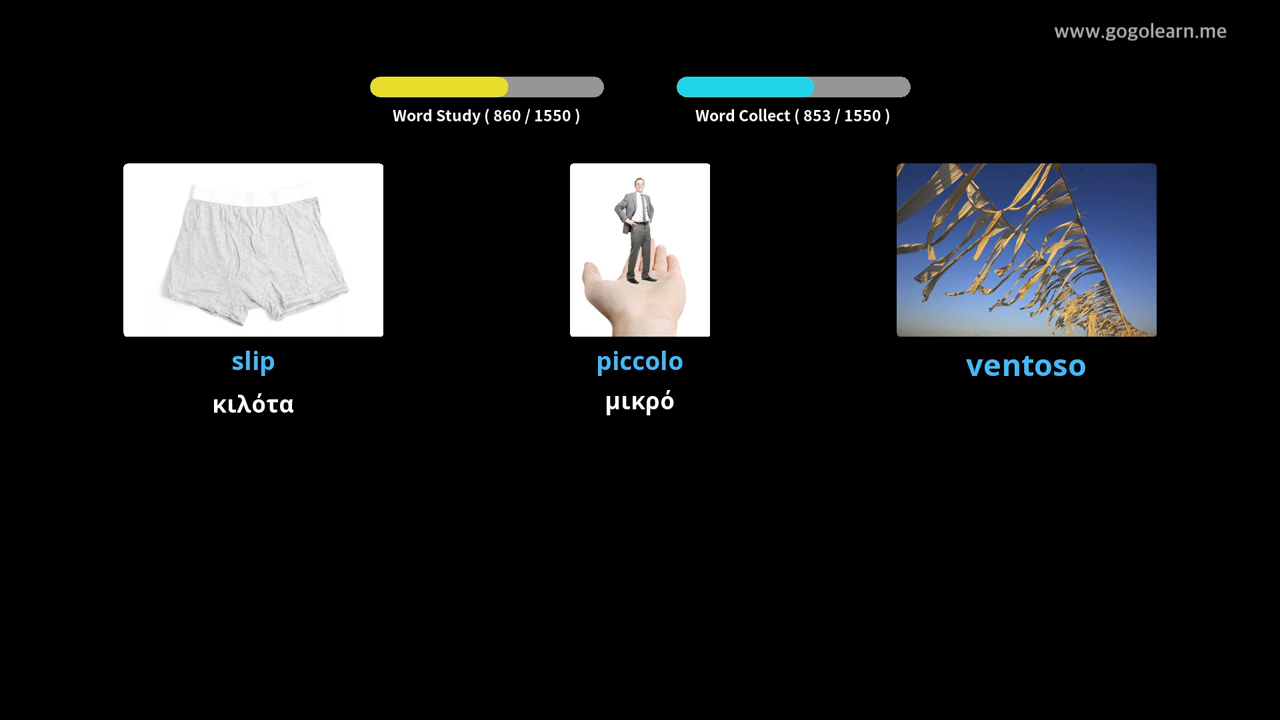 www.gogolearn.me
Word Study ( 860 / 1550 )
Word Collect ( 853 / 1550 )
slip
κιλότα
piccolo
μικρό
ventoso